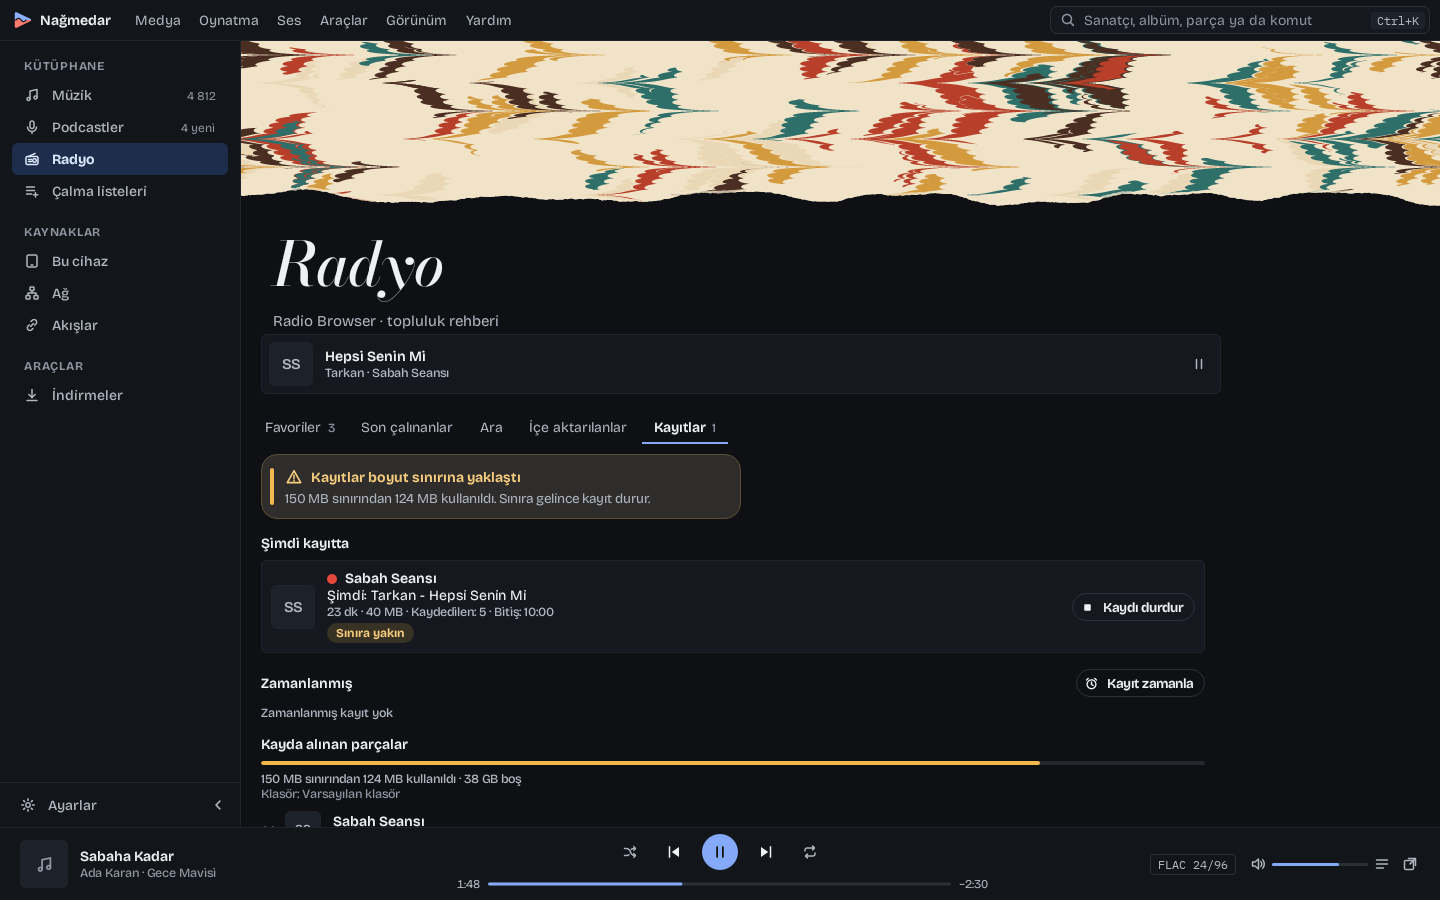 Nağmedar
Medya
Oynatma
Ses
Araçlar
Görünüm
Yardım
Sanatçı, albüm, parça ya da komut
Ctrl+K
KÜTÜPHANE
Müzik
4 812
Podcastler
4 yeni
Radyo
Çalma listeleri
KAYNAKLAR
Bu cihaz
Ağ
Akışlar
ARAÇLAR
İndirmeler
Ayarlar
Radyo
Radio Browser · topluluk rehberi
SS
Hepsi Senin Mi
Tarkan · Sabah Seansı
Favoriler 3
Son çalınanlar
Ara
İçe aktarılanlar
Kayıtlar 1
Kayıtlar boyut sınırına yaklaştı
150 MB sınırından 124 MB kullanıldı. Sınıra gelince kayıt durur.
Şimdi kayıtta
SS
Sabah Seansı
Şimdi: Tarkan - Hepsi Senin Mi
23 dk · 40 MB · Kaydedilen: 5 · Bitiş: 10:00
Sınıra yakın
Kaydı durdur
Zamanlanmış
Kayıt zamanla
Zamanlanmış kayıt yok
Kayda alınan parçalar
150 MB sınırından 124 MB kullanıldı · 38 GB boş
Klasör: Varsayılan klasör
Sabah Seansı
Sabaha Kadar
Ada Karan · Gece Mavisi
1:48
-2:30
FLAC 24/96